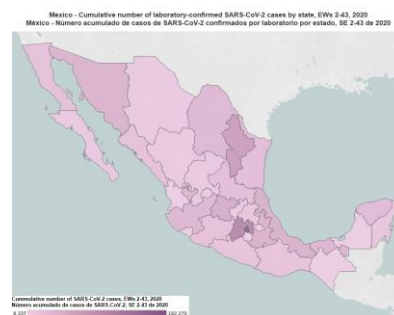 Mexico - Cumulative number of laboratory-confirmed SARS-CoV-2 cases by state, EWs 2-43, 2020
México - Número acumulado de casos de SARS-CoV-2 confirmados por laboratorio por estado, SE 2-43 de 2020
Cummulative number of SARS-CoV-2 cases, EWs 2-43, 2020
Número acumulado de casos de SARS-CoV-2, SE 2-43 de 2020